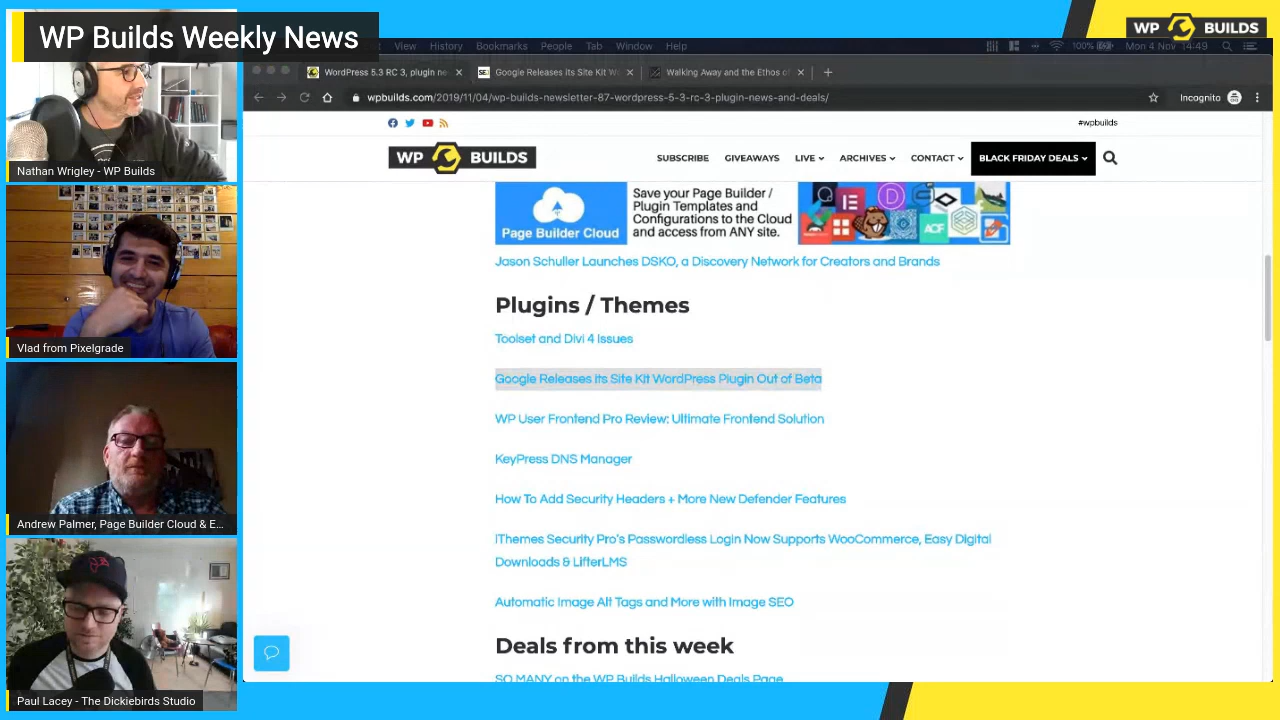 WP Builds Weekly News
WP BUILDS
View History Bookmarks People Tab Window Help
100% Mon 4 Nov 14:49
WordPress 5.3 RC 3, plugin ne
Google Releases its Site Kit W
Walking Away and the Ethos of
wpbuilds.com/2019/11/04/wp-builds-newsletter-87-wordpress-5-3-rc-3-plugin-news-and-deals/
Incognito
#wpbuilds
WP BUILDS
SUBSCRIBE GIVEAWAYS LIVE ARCHIVES CONTACT BLACK FRIDAY DEALS
Page Builder Cloud
Save your Page Builder /
Plugin Templates and
Configurations to the Cloud
and access from ANY site.
ACF
Jason Schuller Launches DSKO, a Discovery Network for Creators and Brands
Plugins / Themes
Toolset and Divi 4 Issues
Google Releases its Site Kit WordPress Plugin Out of Beta
WP User Frontend Pro Review: Ultimate Frontend Solution
KeyPress DNS Manager
How To Add Security Headers + More New Defender Features
iThemes Security Pro's Passwordless Login Now Supports WooCommerce, Easy Digital
Downloads & LifterLMS
Automatic Image Alt Tags and More with Image SEO
Deals from this week
SO MANY on the WP Builds Halloween Deals Page
Nathan Wrigley - WP Builds
Vlad from Pixelgrade
Andrew Palmer, Page Builder Cloud & E...
Paul Lacey - The Dickiebirds Studio